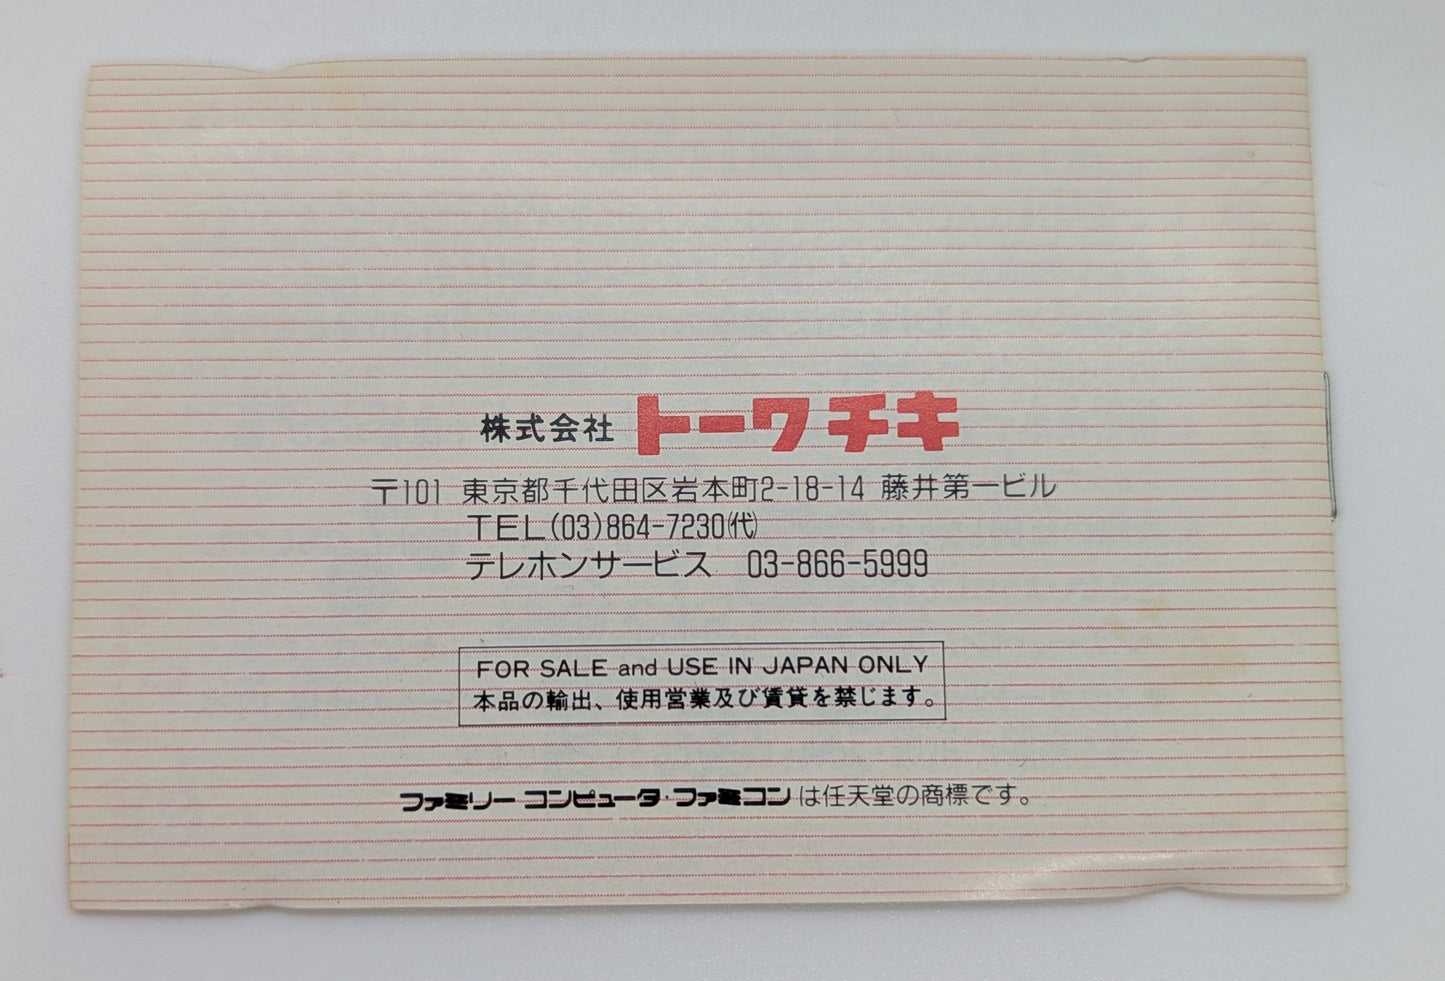 株式会社 トーワチキ
〒101 東京都千代田区岩本町2-18-14 藤井第一ビル
TEL(03)864-7230㈹
テレホンサービス 03-866-5999
FOR SALE and USE IN JAPAN ONLY
本品の輸出、使用営業及び賃貸を禁じます。
ファミリーコンピュータ・ファミコンは任天堂の商標です。